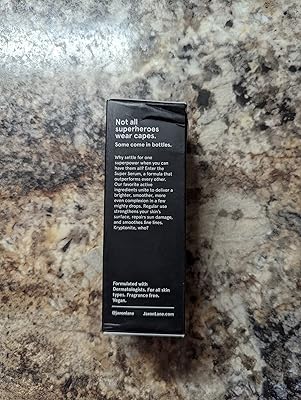 Not all
superheroes
wear capes.
Some come in bottles.
Why settle for one
superpower when you can
have them all? Enter the
Super Serum, a formula that
outperforms every other.
Our favorite active
ingredients unite to deliver a
brighter, smoother, more
even complexion in a few
mighty drops. Regular use
strengthens your skin's
surface, repairs sun damage,
and smoothes fine lines.
Kryptonite, who?
Formulated with
Dermatologists. For all skin
types. Fragrance free.
Vegan.
@jaxonlane JaxonLane.com